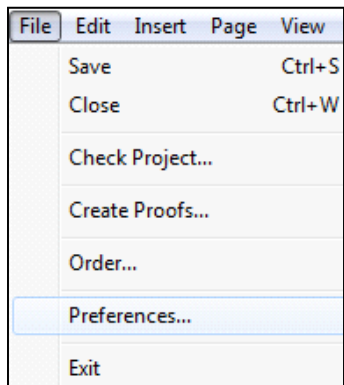 File Edit Insert Page View
Save Ctrl+S
Close Ctrl+W
Check Project...
Create Proofs...
Order...
Preferences...
Exit